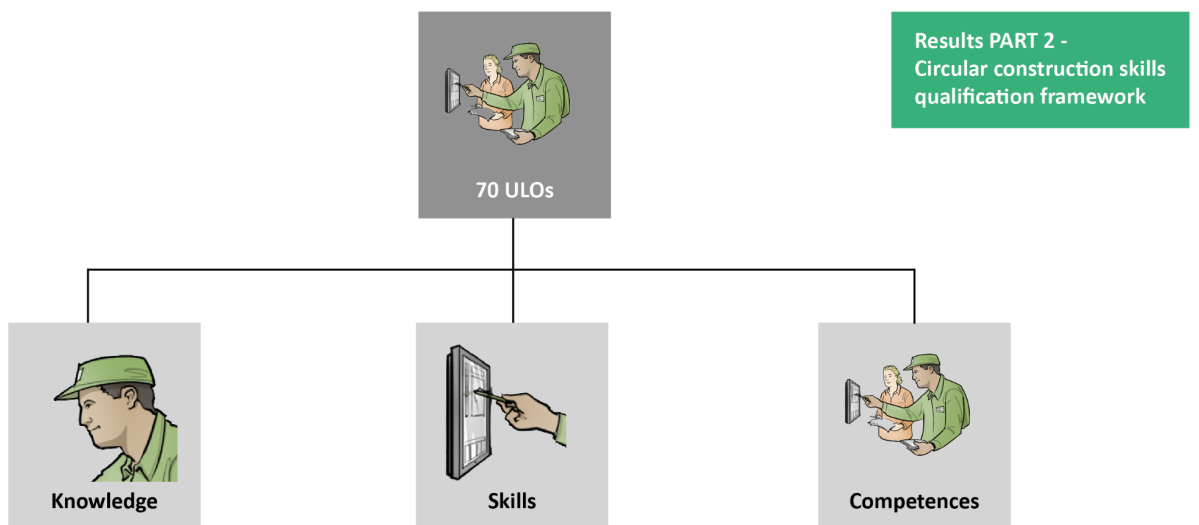 Results PART 2 -
Circular construction skills
qualification framework
70 ULOs
Knowledge
Skills
Competences